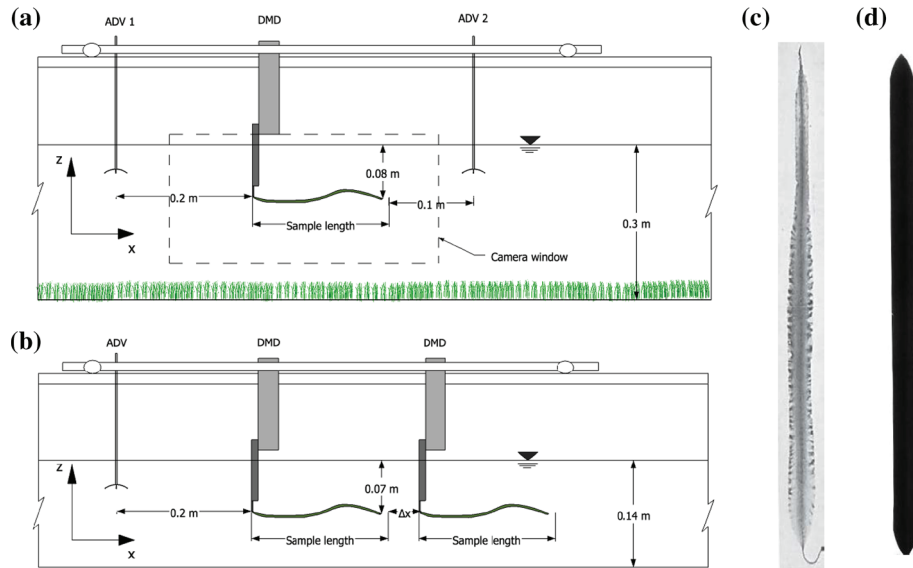 (a)
ADV 1
DMD
ADV 2
(c)
(d)
z
x
0.2 m
0.08 m
0.1 m
Sample length
0.3 m
Camera window
(b)
ADV
DMD
DMD
z
x
0.2 m
0.07 m
Δx
0.14 m
Sample length
Sample length